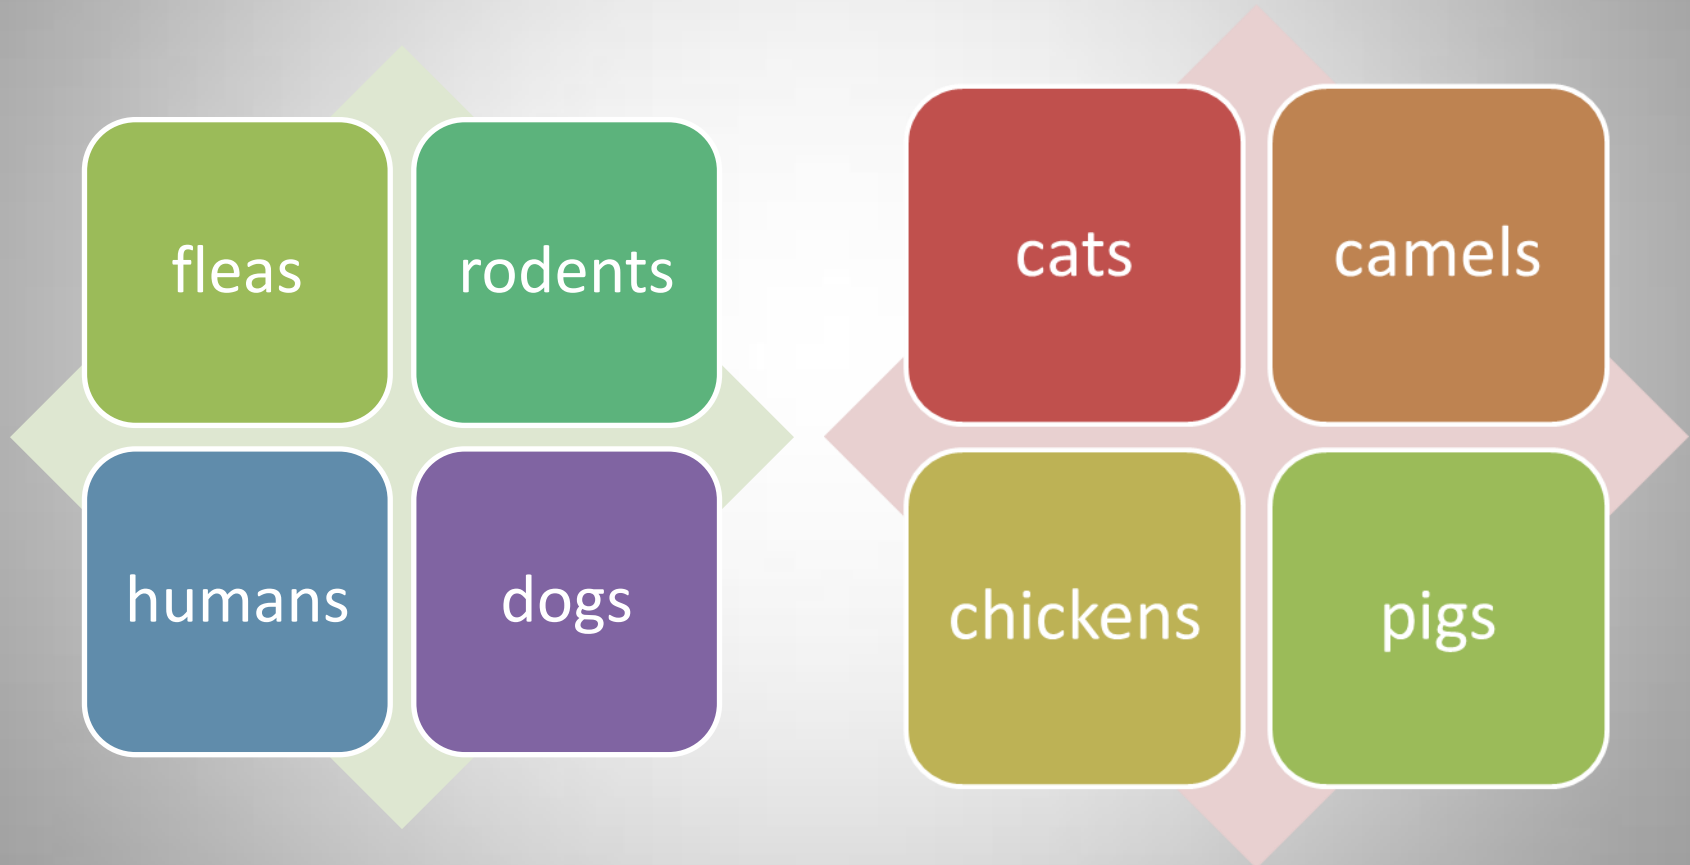 fleas
rodents
humans
dogs
cats
camels
chickens
pigs